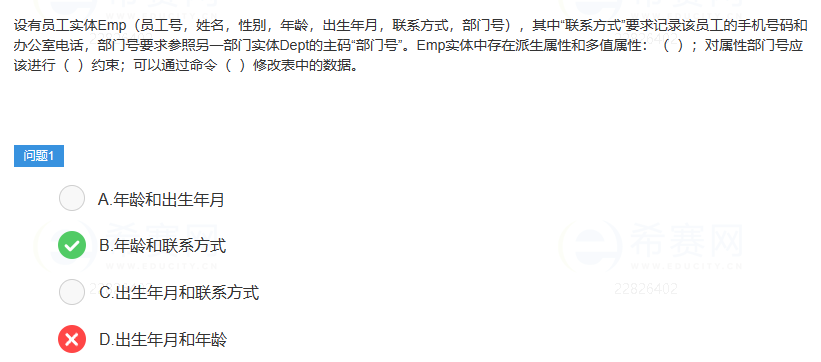 设有员工实体Emp（员工号，姓名，性别，年龄，出生年月，联系方式，部门号），其中“联系方式”要求记录该员工的手机号码和
办公室电话，部门号要求参照另一部门实体Dept的主码“部门号”。Emp实体中存在派生属性和多值属性：（ ）；对属性部门号应
该进行（ ）约束；可以通过命令（ ）修改表中的数据。
问题1
A.年龄和出生年月
B.年龄和联系方式
希赛网
WWW.EDUCITY.CN
22826402
C.出生年月和联系方式
D.出生年月和年龄